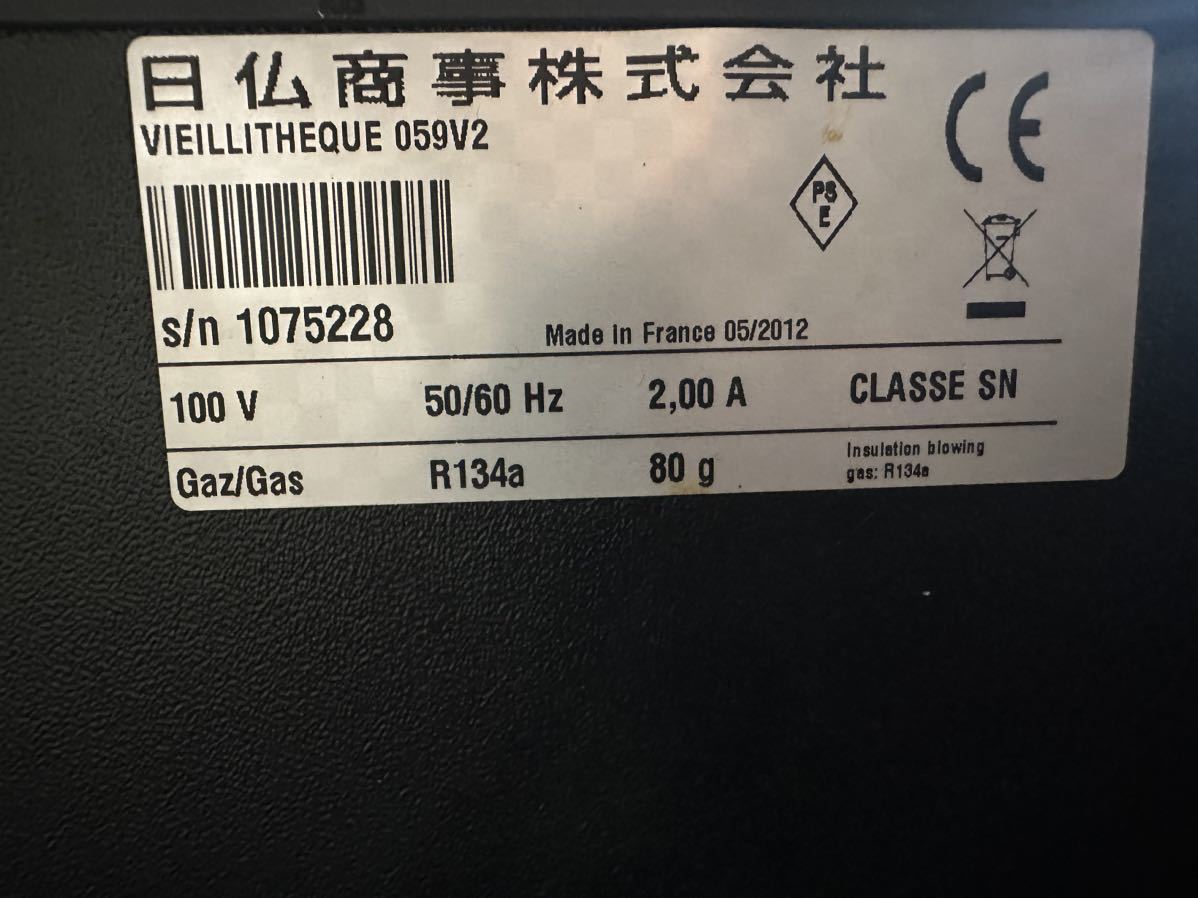 日仏商事株式会社
VIEILLITHEQUE 059V2
CE
PS
E
s/n 1075228
Made in France 05/2012
100 V 50/60 Hz 2,00 A CLASSE SN
Gaz/Gas R134a 80 g
Insulation blowing
gas: R134a